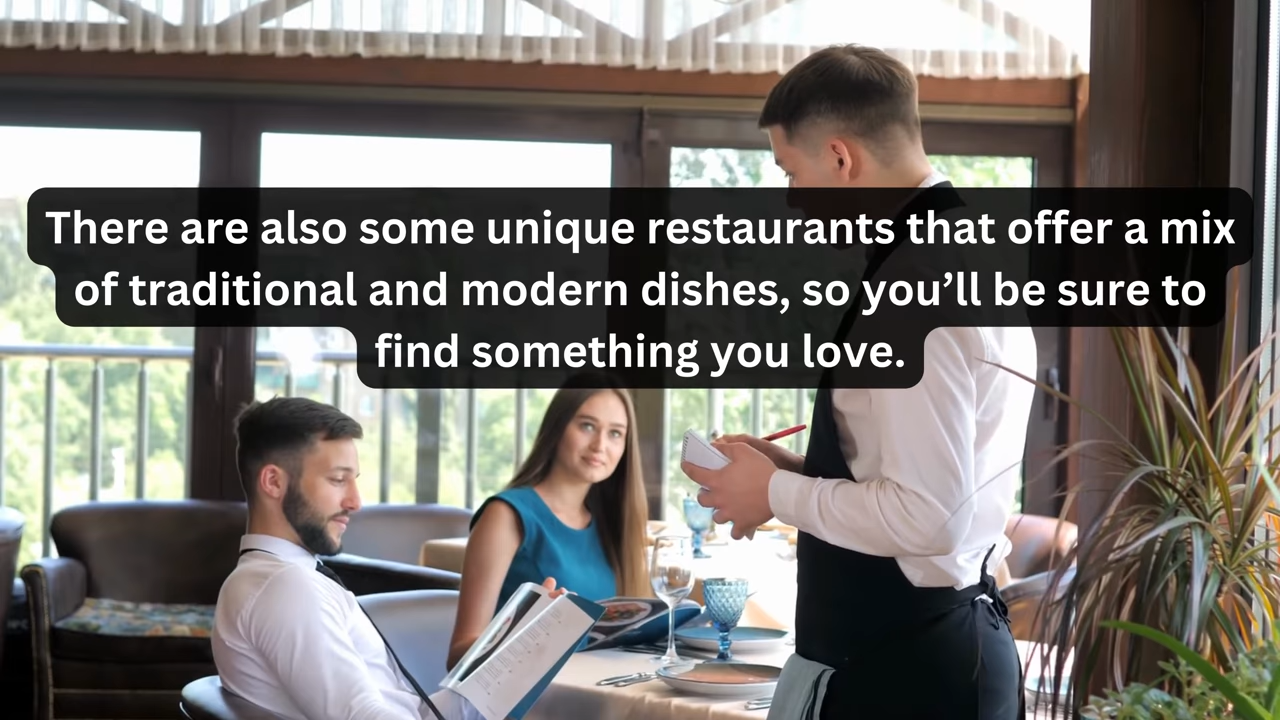 There are also some unique restaurants that offer a mix
of traditional and modern dishes, so you’ll be sure to
find something you love.